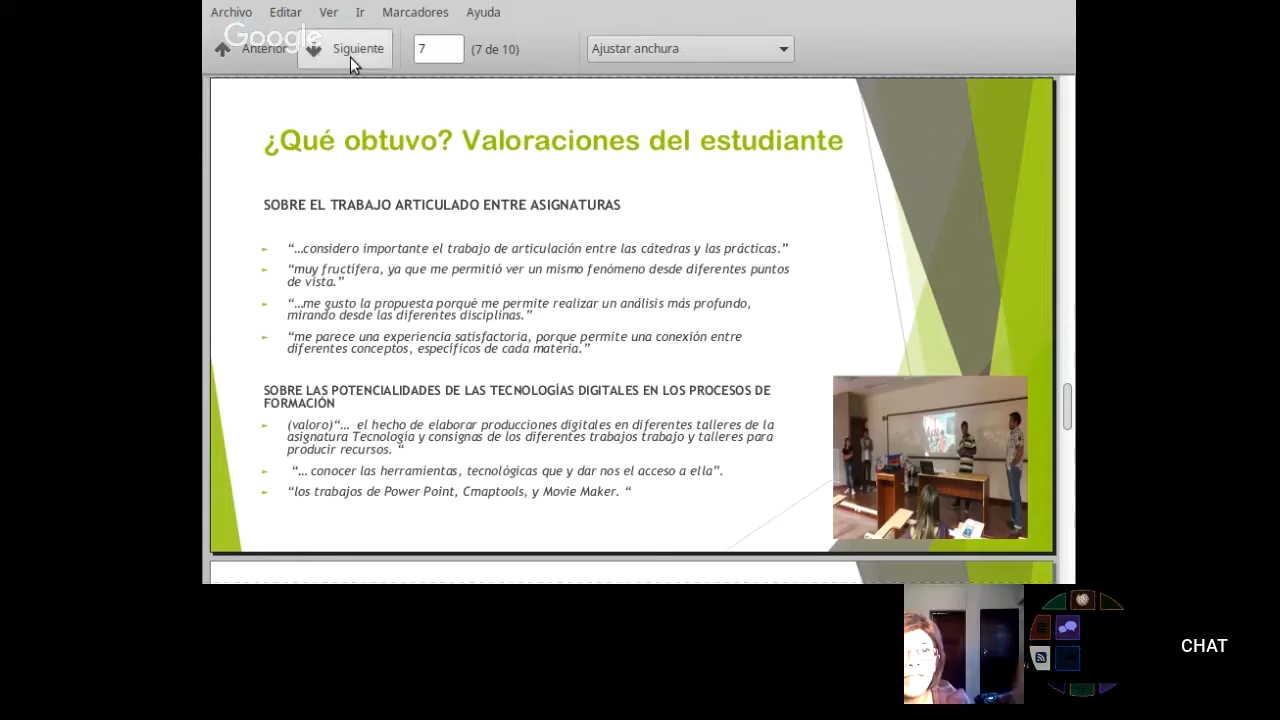 Archivo Editar Ver Ir Marcadores Ayuda
Google
Anterior Siguiente 7 (7 de 10) Ajustar anchura
¿Qué obtuvo? Valoraciones del estudiante
SOBRE EL TRABAJO ARTICULADO ENTRE ASIGNATURAS
“…considero importante el trabajo de articulación entre las cátedras y las prácticas.”
“muy fructífera, ya que me permitió ver un mismo fenómeno desde diferentes puntos
de vista.”
“…me gusto la propuesta porqué me permite realizar un análisis más profundo,
mirando desde las diferentes disciplinas.”
“me parece una experiencia satisfactoria, porque permite una conexión entre
diferentes conceptos, específicos de cada materia.”
SOBRE LAS POTENCIALIDADES DE LAS TECNOLOGÍAS DIGITALES EN LOS PROCESOS DE
FORMACIÓN
(valoro)“… el hecho de elaborar producciones digitales en diferentes talleres de la
asignatura Tecnología y consignas de los diferentes trabajos trabajo y talleres para
producir recursos. “
“… conocer las herramientas, tecnológicas que y dar nos el acceso a ella”.
“los trabajos de Power Point, Cmaptools, y Movie Maker. “
CHAT